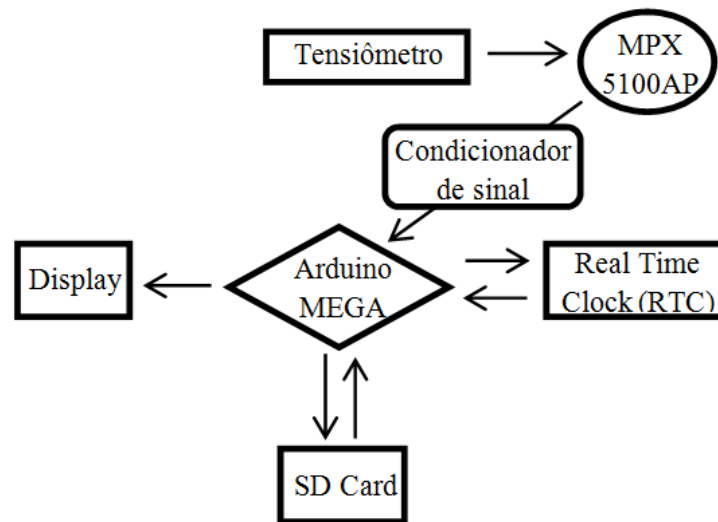 Tensiômetro
MPX
5100AP
Condicionador
de sinal
Display
Arduino
MEGA
Real Time
Clock (RTC)
SD Card